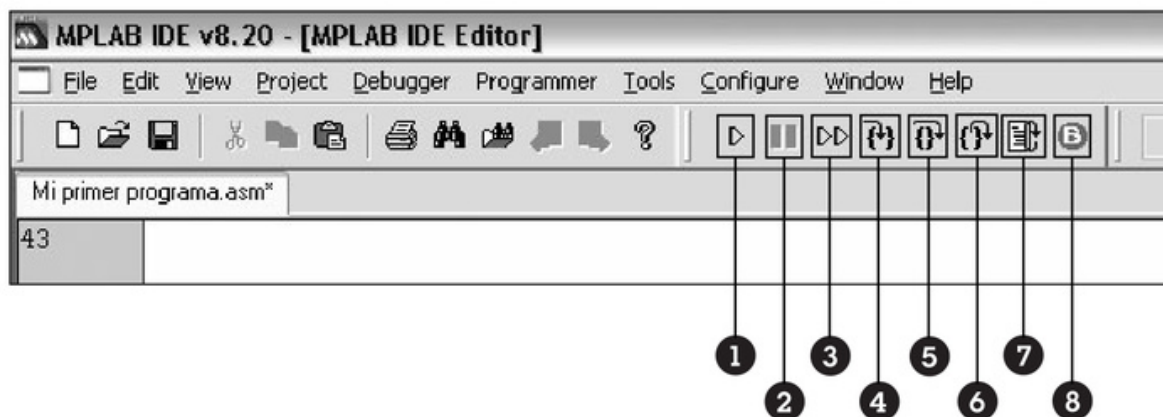 MPLAB IDE v8.20 - [MPLAB IDE Editor]
File Edit View Project Debugger Programmer Tools Configure Window Help
Mi primer programa.asm*
43
1 3 5 7
2 4 6 8